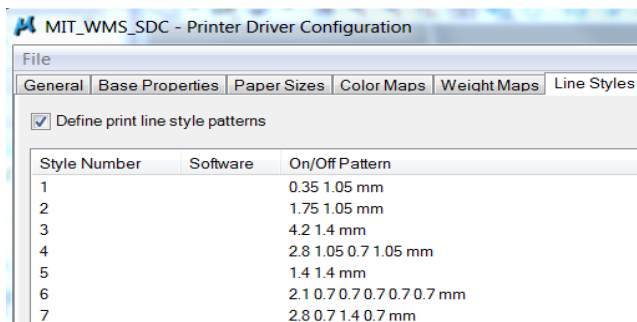 MIT_WMS_SDC - Printer Driver Configuration
File
General Base Properties Paper Sizes Color Maps Weight Maps Line Styles
Define print line style patterns
Style Number Software On/Off Pattern
1 0.35 1.05 mm
2 1.75 1.05 mm
3 4.2 1.4 mm
4 2.8 1.05 0.7 1.05 mm
5 1.4 1.4 mm
6 2.1 0.7 0.7 0.7 0.7 0.7 mm
7 2.8 0.7 1.4 0.7 mm